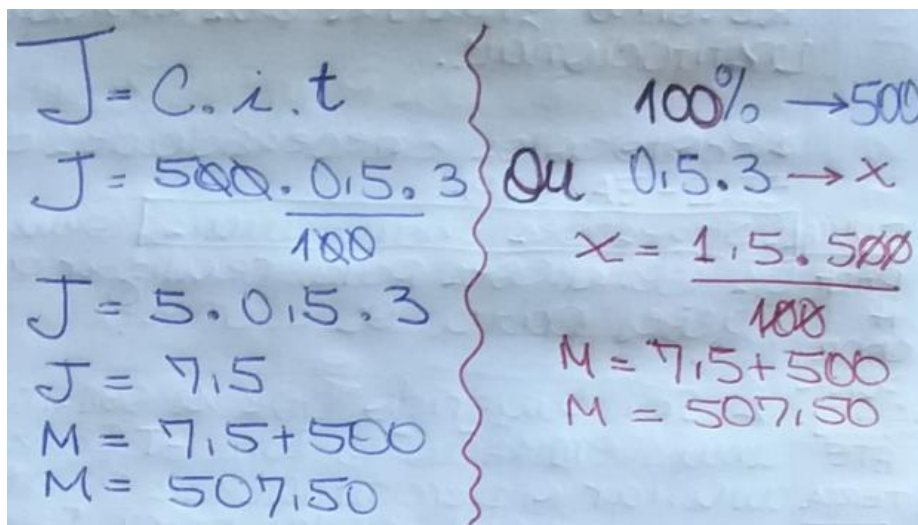 J = C.i.t
J = 500.0,5.3
100
J = 5.0,5.3
J = 7,5
M = 7,5+500
M = 507,50
100% → 500
Ou 0,5.3 → x
x = 1,5.500
100
M = 7,5+500
M = 507,50